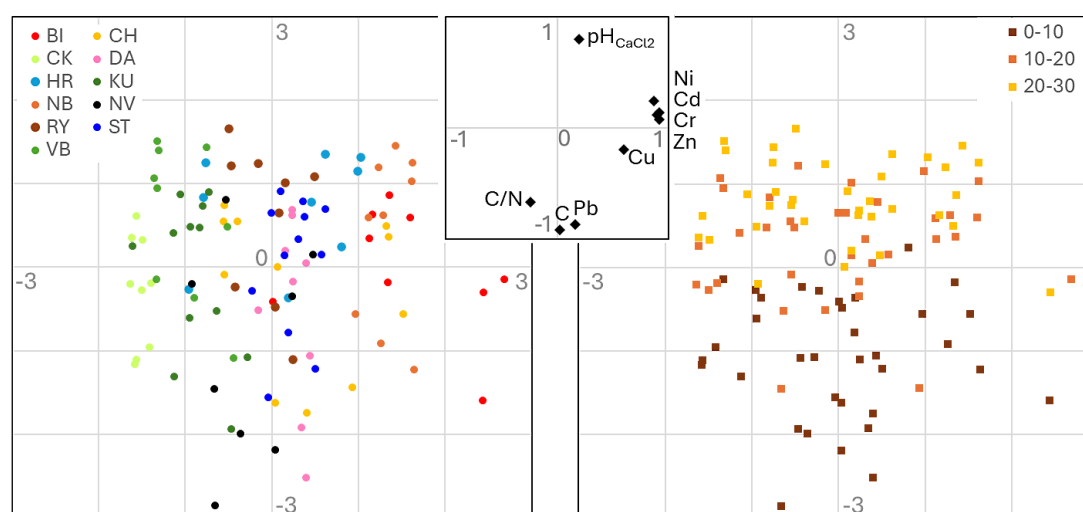 BI CH
CK DA
HR KU
NB NV
RY ST
VB
3
-3 0 3
-3
1
pHCaCl2
Ni
Cd
Cr
Zn
-1 0 1
Cu
C/N
-1 C Pb
3
0-10
10-20
20-30
-3 0
-3